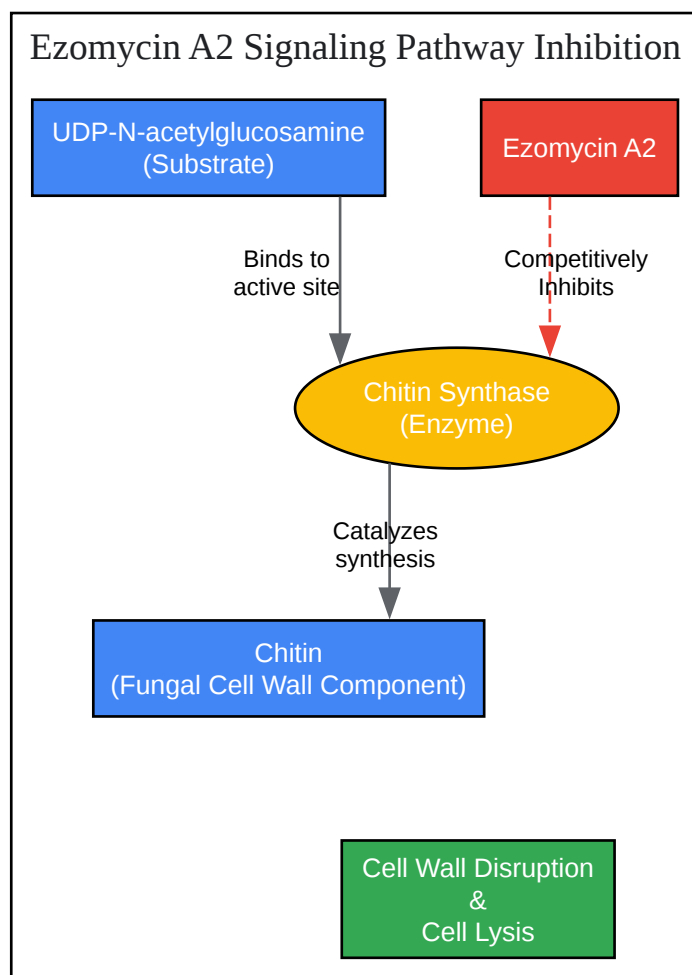 Ezomycin A2 Signaling Pathway Inhibition
UDP-N-acetylglucosamine
(Substrate)
Ezomycin A2
Binds to
active site
Competitively
Inhibits
Chitin Synthase
(Enzyme)
Catalyzes
synthesis
Chitin
(Fungal Cell Wall Component)
Cell Wall Disruption
&
Cell Lysis